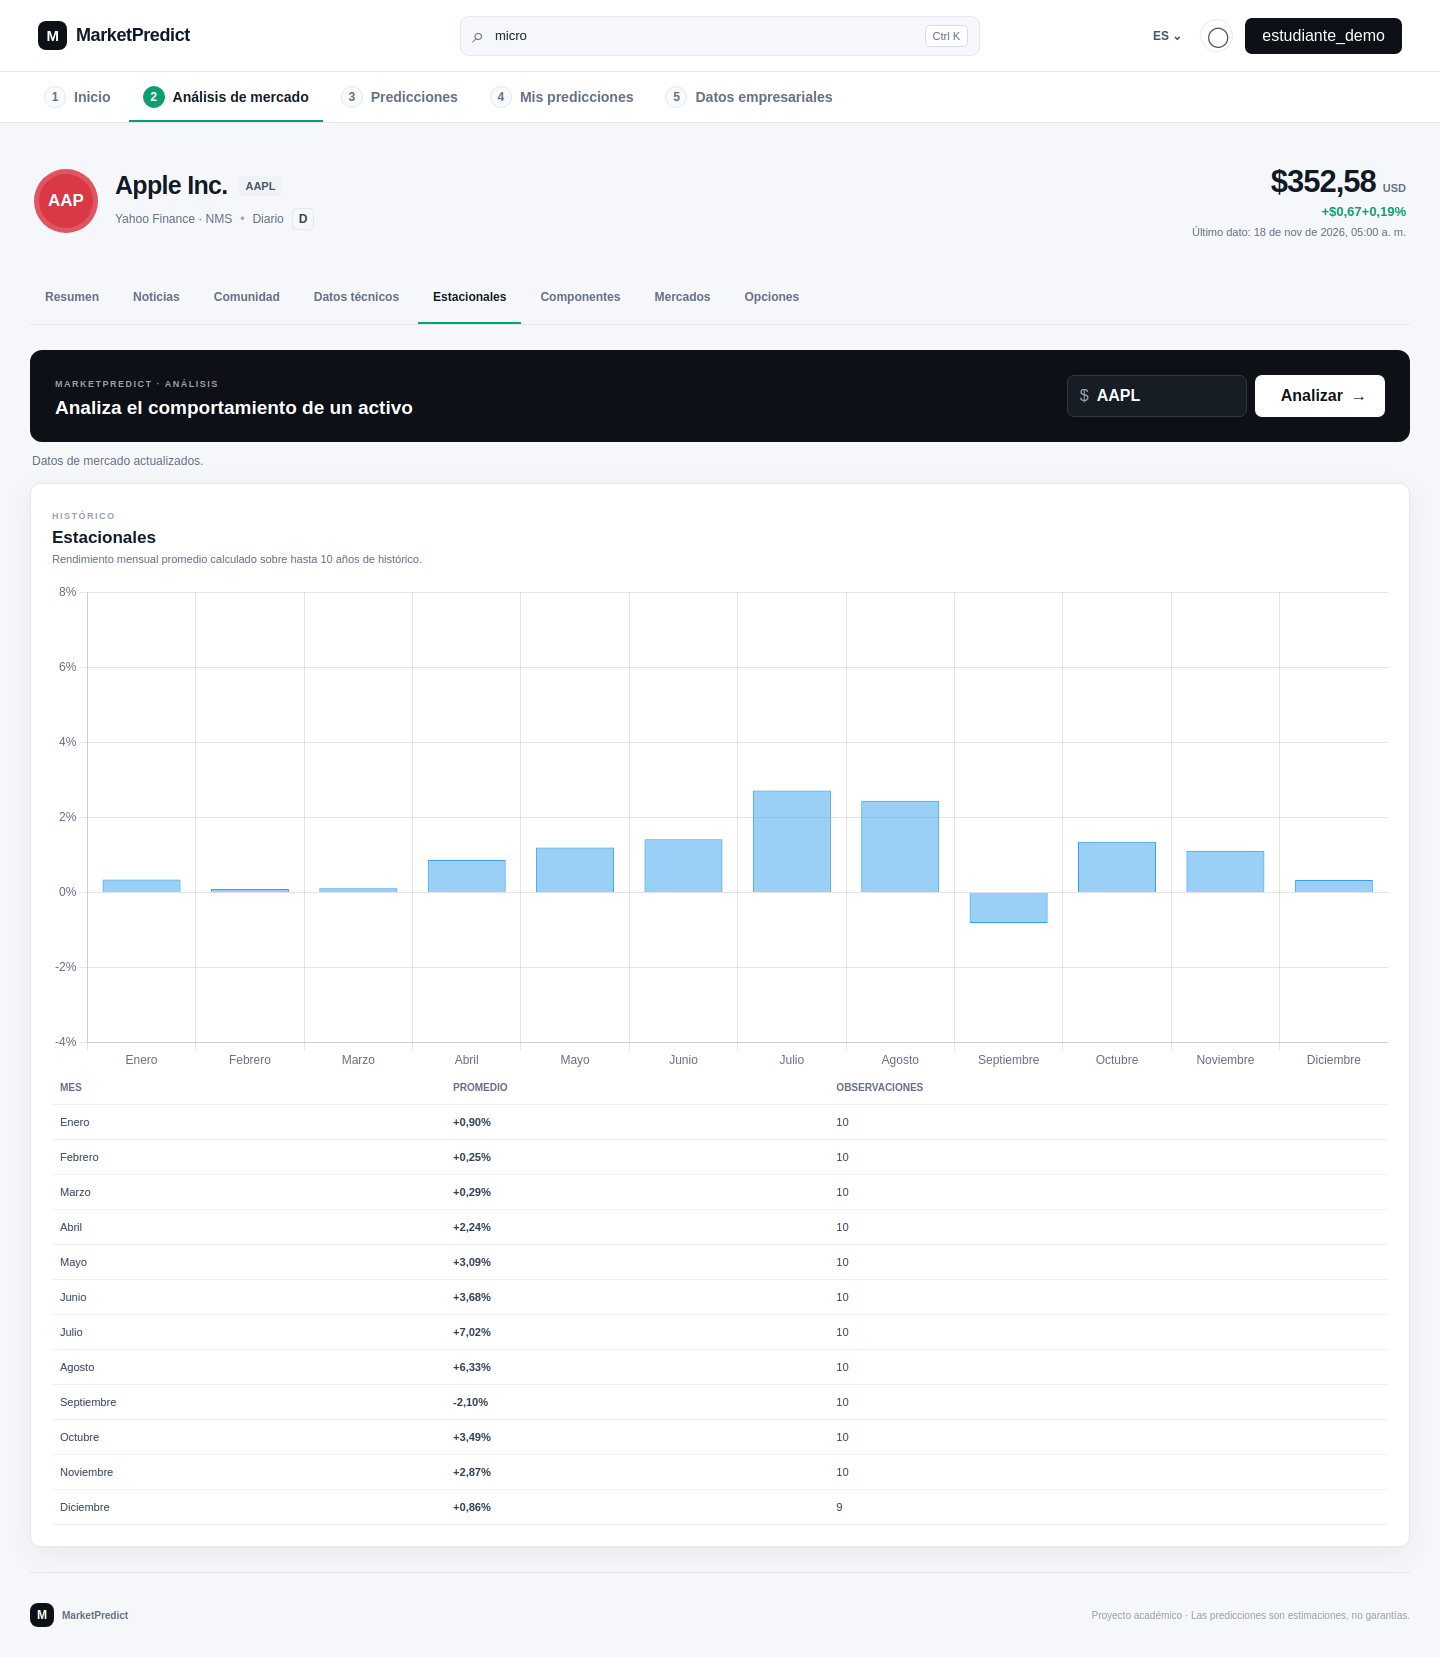 M MarketPredict
micro
Ctrl K
ES
estudiante_demo
1 Inicio
2 Análisis de mercado
3 Predicciones
4 Mis predicciones
5 Datos empresariales
AAP
Apple Inc. AAPL
Yahoo Finance · NMS • Diario D
$352,58 USD
+$0,67+0,19%
Último dato: 18 de nov de 2026, 05:00 a. m.
Resumen Noticias Comunidad Datos técnicos Estacionales Componentes Mercados Opciones
MARKETPREDICT · ANÁLISIS
Analiza el comportamiento de un activo
$ AAPL
Analizar →
Datos de mercado actualizados.
HISTÓRICO
Estacionales
Rendimiento mensual promedio calculado sobre hasta 10 años de histórico.
8%
6%
4%
2%
0%
-2%
-4%
Enero Febrero Marzo Abril Mayo Junio Julio Agosto Septiembre Octubre Noviembre Diciembre
MES PROMEDIO OBSERVACIONES
Enero +0,90% 10
Febrero +0,25% 10
Marzo +0,29% 10
Abril +2,24% 10
Mayo +3,09% 10
Junio +3,68% 10
Julio +7,02% 10
Agosto +6,33% 10
Septiembre -2,10% 10
Octubre +3,49% 10
Noviembre +2,87% 10
Diciembre +0,86% 9
M MarketPredict
Proyecto académico · Las predicciones son estimaciones, no garantías.